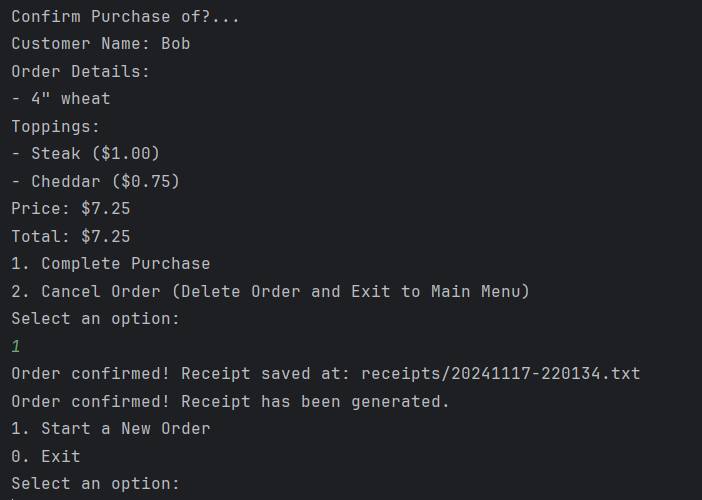 Confirm Purchase of?...
Customer Name: Bob
Order Details:
- 4" wheat
Toppings:
- Steak ($1.00)
- Cheddar ($0.75)
Price: $7.25
Total: $7.25
1. Complete Purchase
2. Cancel Order (Delete Order and Exit to Main Menu)
Select an option:
1
Order confirmed! Receipt saved at: receipts/20241117-220134.txt
Order confirmed! Receipt has been generated.
1. Start a New Order
0. Exit
Select an option: